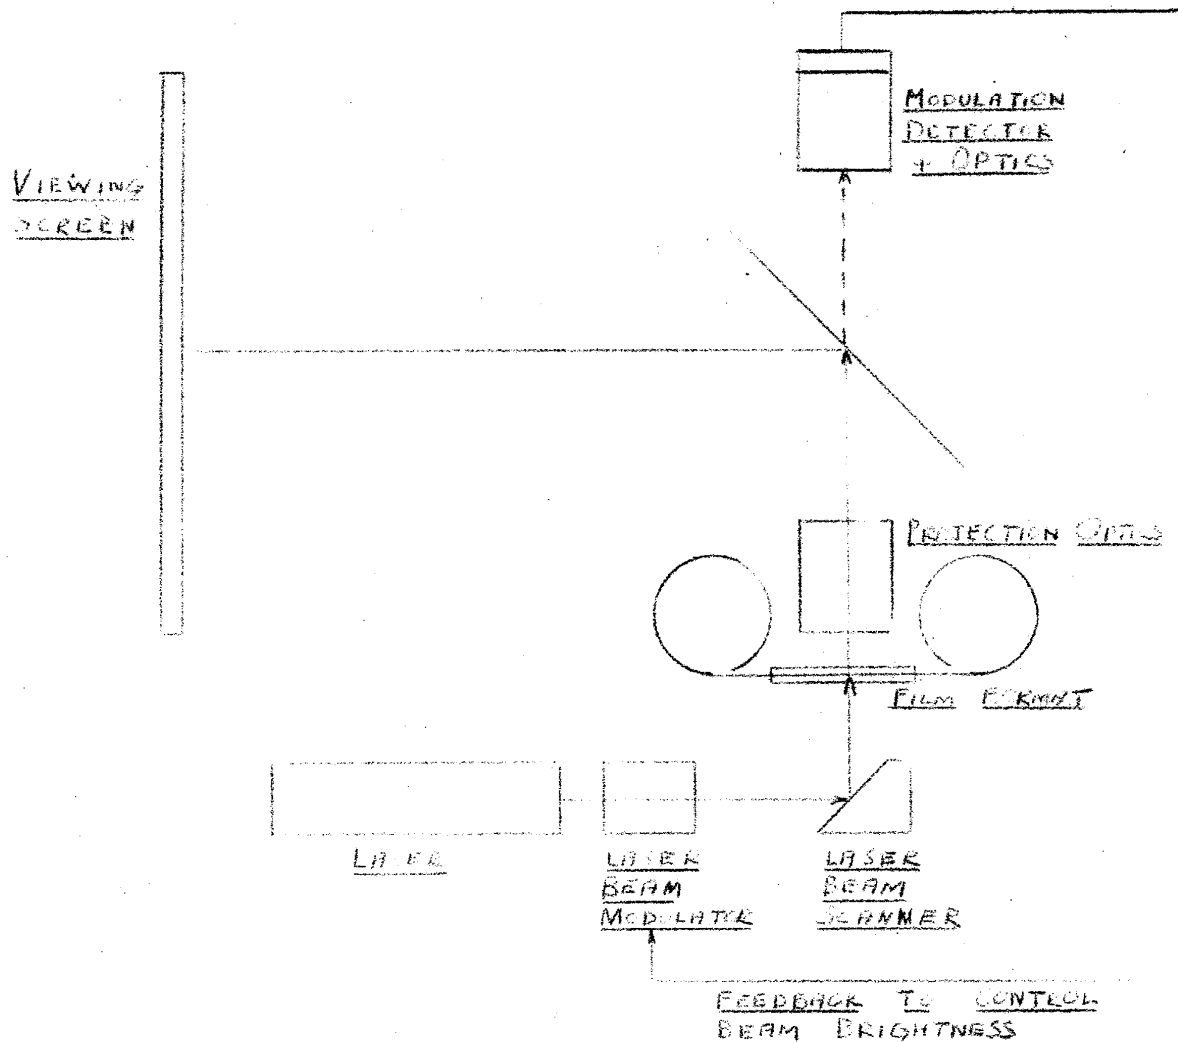 MODULATION
DETECTOR
+ OPTICS
VIEWING
SCREEN
PROJECTION OPTICS
FILM
LASER
LASER
BEAM
MODULATOR
LASER
BEAM
SCANNER
FEEDBACK TO CONTROL
BEAM BRIGHTNESS